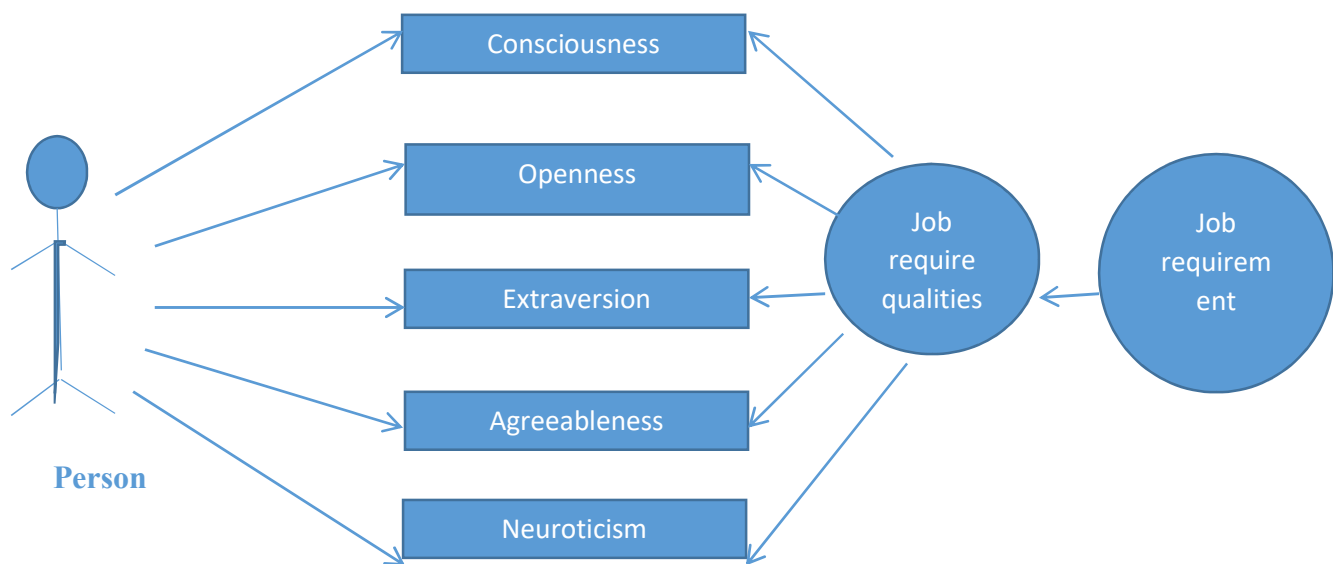 Consciousness
Openness
Extraversion
Agreeableness
Neuroticism
Person
Job
require
qualities
Job
requirem
ent